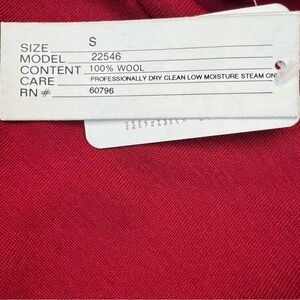 SIZE S
MODEL 22546
CONTENT 100% WOOL
CARE PROFESSIONALLY DRY CLEAN LOW MOISTURE STEAM ON
RN # 60796